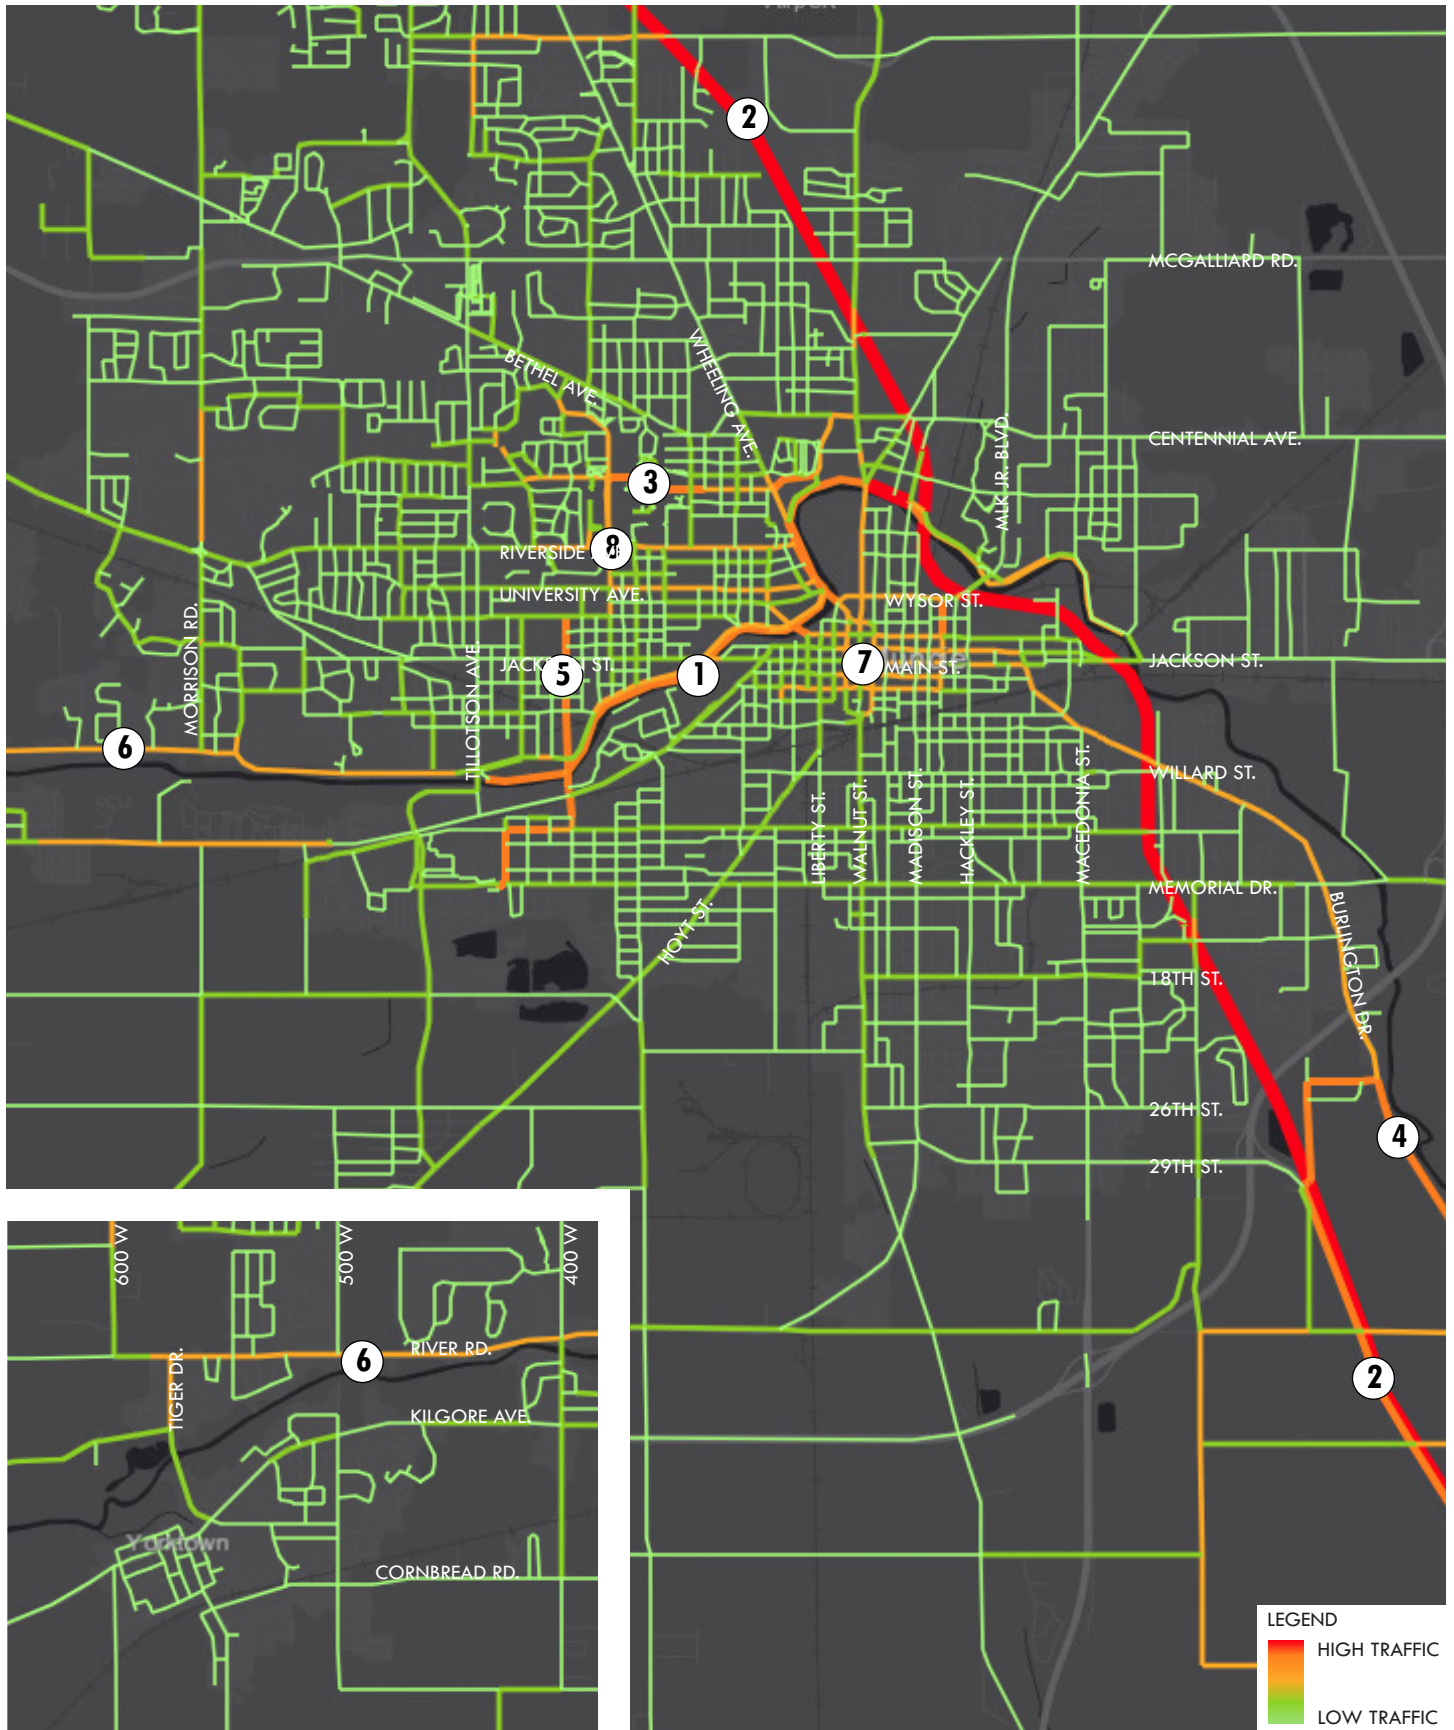 2
MCGALLIARD RD.
WHEELING AVE.
BETHEL AVE.
MLK JR. BLVD.
CENTENNIAL AVE.
3
8
RIVERSIDE
UNIVERSITY AVE.
WYSOR ST.
MORRISON RD.
TILLOTSON AVE.
JACKSON ST.
5
1
7
MAIN ST.
JACKSON ST.
6
WILLARD ST.
LIBERTY ST.
WALNUT ST.
MADISON ST.
HACKLEY ST.
MACEDONIA ST.
MEMORIAL DR.
HOYT ST.
BURLINGTON DR.
18TH ST.
26TH ST.
4
29TH ST.
2
600 W
500 W
400 W
6
RIVER RD.
TIGER DR.
KILGORE AVE.
Yorktown
CORNBREAD RD.
LEGEND
HIGH TRAFFIC
LOW TRAFFIC